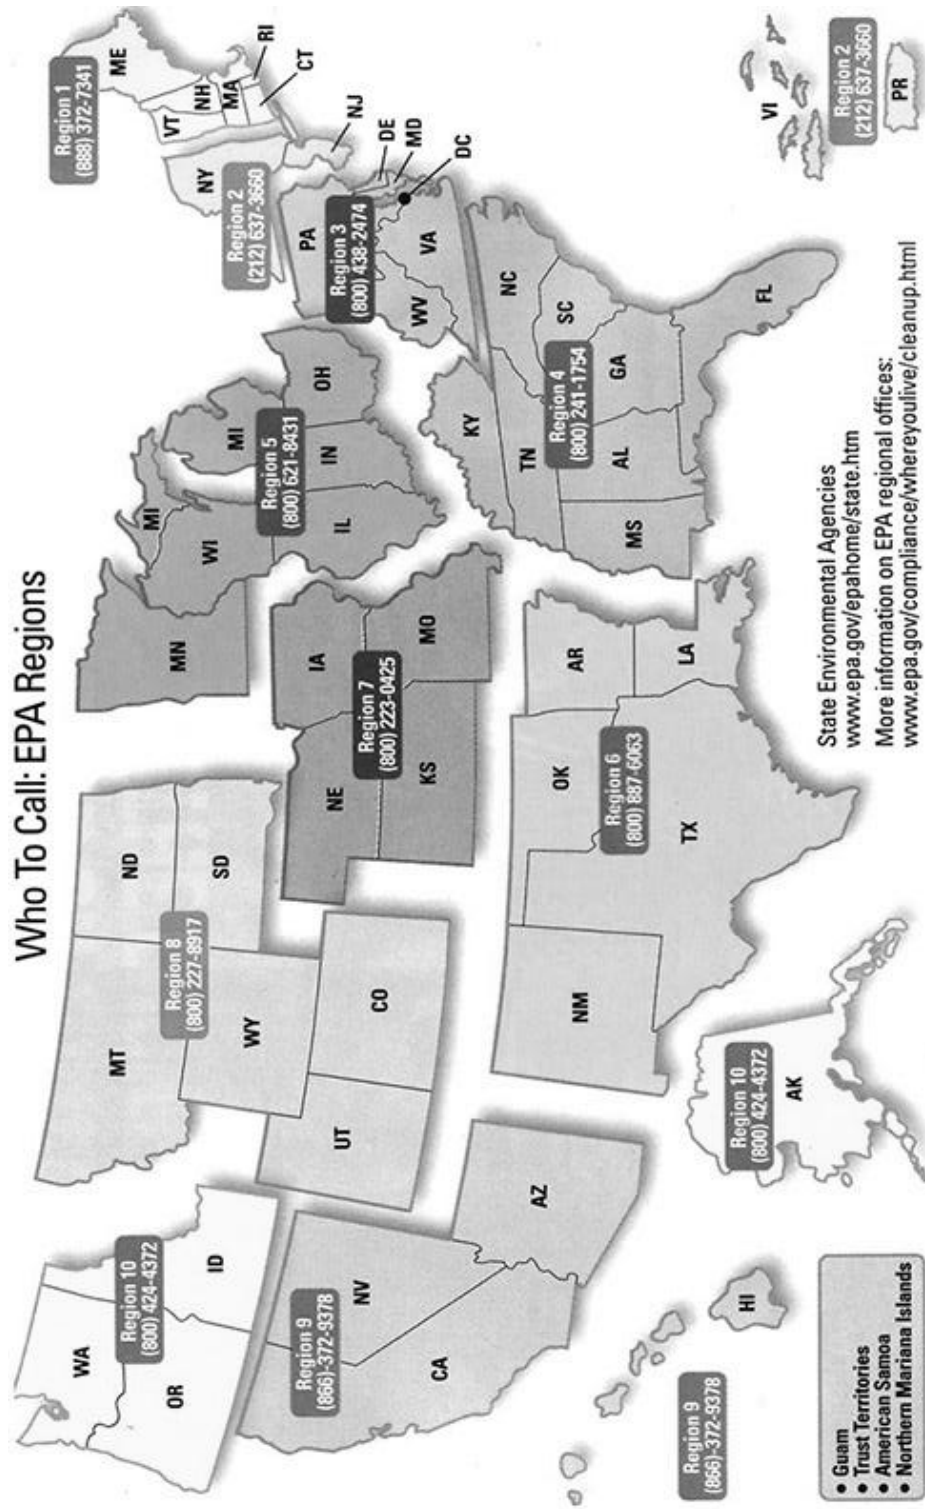 Who To Call: EPA Regions
WA
OR
ID
Region 10
(800) 424-4372
MT
ND
SD
WY
UT
CO
Region 8
(800) 227-8917
NE
IA
KS
MO
Region 7
(800) 223-0425
MN
WI
MI
MI
IL
IN
OH
Region 5
(800) 621-8431
Region 1
(888) 372-7341
ME
VT
NH
MA
RI
CT
NY
NJ
Region 2
(212) 637-3660
PA
DE
MD
DC
WV
VA
Region 3
(800) 438-2474
KY
TN
NC
SC
MS
AL
GA
FL
Region 4
(800) 241-1754
NV
CA
AZ
Region 9
(866)-372-9378
NM
OK
AR
TX
LA
Region 6
(800) 887-6063
HI
Region 9
(866)-372-9378
Region 10
(800) 424-4372
AK
VI
Region 2
(212) 637-3660
PR
● Guam
● Trust Territories
● American Samoa
● Northern Mariana Islands
State Environmental Agencies
www.epa.gov/epahome/state.htm
More information on EPA regional offices:
www.epa.gov/compliance/whereyoulive/cleanup.html